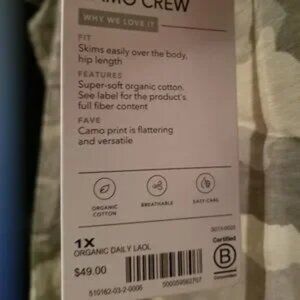 CAMO CREW
WHY WE LOVE IT
FIT
Skims easily over the body,
hip length
FEATURES
Super-soft organic cotton.
See label for the product's
full fiber content
FAVE
Camo print is flattering
and versatile
ORGANIC
COTTON
BREATHABLE
EASY-CARE
1X
ORGANIC DAILY LAOL
$49.00
Certified
B